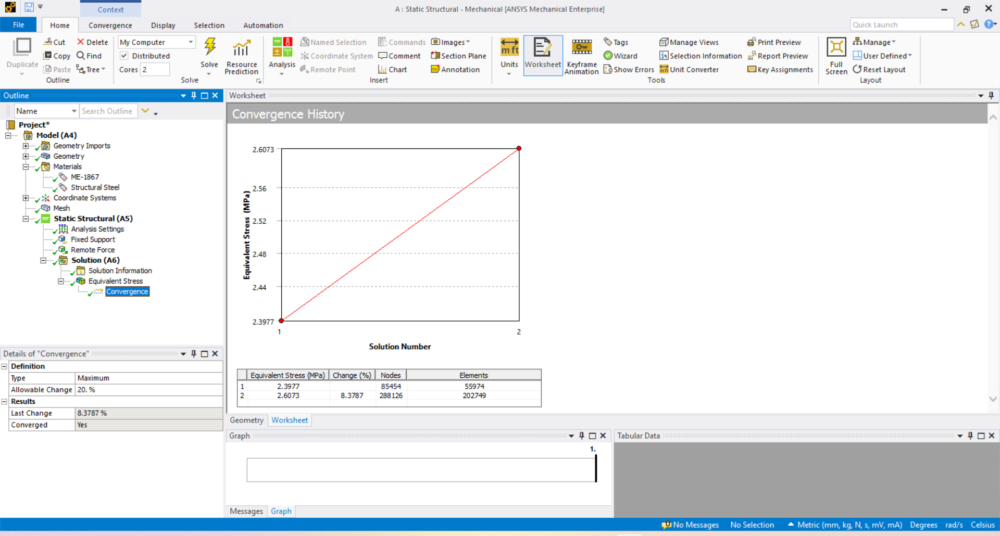 Context
A : Static Structural - Mechanical [ANSYS Mechanical Enterprise]
File Home Convergence Display Selection Automation
Quick Launch
Duplicate
Cut
Copy
Paste
Delete
Find
Tree
Outline
My Computer
Distributed
Cores 2
Solve
Resource Prediction
Solve
Analysis
Named Selection
Coordinate System
Remote Point
Commands
Comment
Chart
Images
Section Plane
Annotation
Insert
m ft
Units
Worksheet
Keyframe Animation
Tags
Wizard
Show Errors
Manage Views
Selection Information
Unit Converter
Print Preview
Report Preview
Key Assignments
Tools
Full Screen
Manage
User Defined
Reset Layout
Layout
Outline
Name Search Outline
Project*
Model (A4)
Geometry Imports
Geometry
Materials
ME-1867
Structural Steel
Coordinate Systems
Mesh
Static Structural (A5)
Analysis Settings
Fixed Support
Remote Force
Solution (A6)
Solution Information
Equivalent Stress
Convergence
Details of "Convergence"
Definition
Type Maximum
Allowable Change 20. %
Results
Last Change 8.3787 %
Converged Yes
Worksheet
Convergence History
2.6073
2.56
2.52
2.48
2.44
2.3977
Equivalent Stress (MPa)
1 2
Solution Number
Equivalent Stress (MPa) Change (%) Nodes Elements
1 2.3977 85454 55974
2 2.6073 8.3787 288126 202749
Geometry Worksheet
Graph
1.
Messages Graph
Tabular Data
No Messages No Selection Metric (mm, kg, N, s, mV, mA) Degrees rad/s Celsius